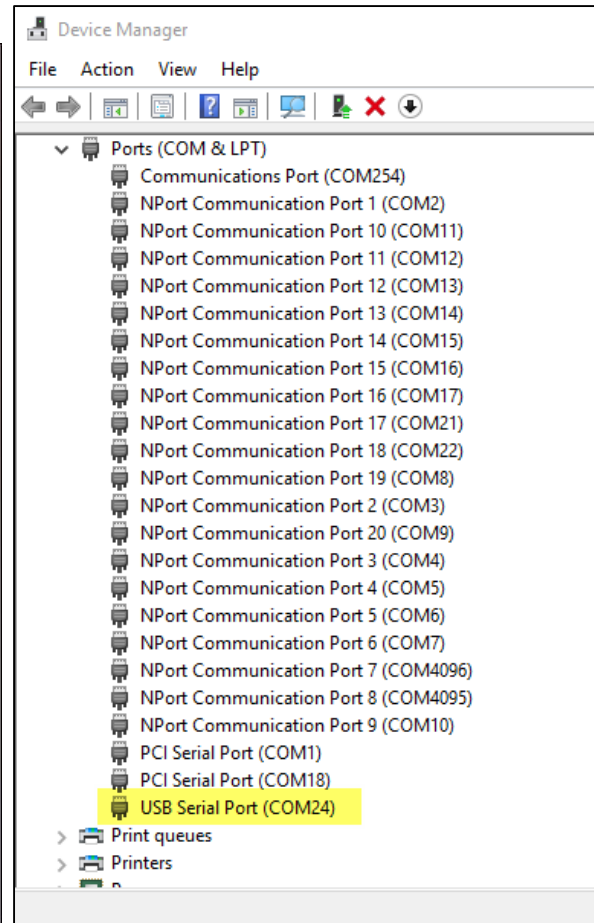 Device Manager
File Action View Help
Ports (COM & LPT)
Communications Port (COM254)
NPort Communication Port 1 (COM2)
NPort Communication Port 10 (COM11)
NPort Communication Port 11 (COM12)
NPort Communication Port 12 (COM13)
NPort Communication Port 13 (COM14)
NPort Communication Port 14 (COM15)
NPort Communication Port 15 (COM16)
NPort Communication Port 16 (COM17)
NPort Communication Port 17 (COM21)
NPort Communication Port 18 (COM22)
NPort Communication Port 19 (COM8)
NPort Communication Port 2 (COM3)
NPort Communication Port 20 (COM9)
NPort Communication Port 3 (COM4)
NPort Communication Port 4 (COM5)
NPort Communication Port 5 (COM6)
NPort Communication Port 6 (COM7)
NPort Communication Port 7 (COM4096)
NPort Communication Port 8 (COM4095)
NPort Communication Port 9 (COM10)
PCI Serial Port (COM1)
PCI Serial Port (COM18)
USB Serial Port (COM24)
Print queues
Printers